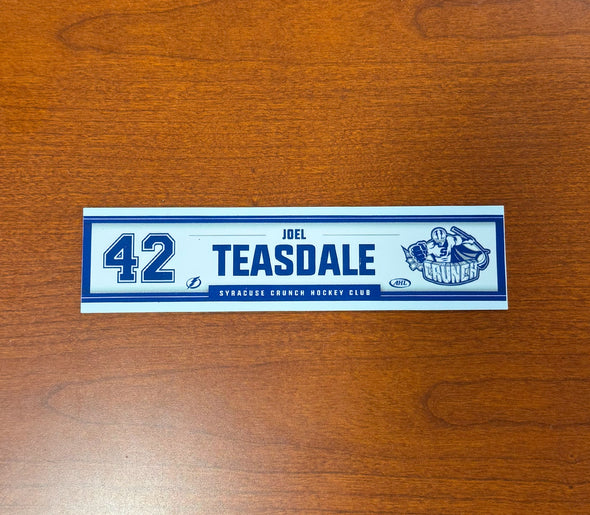 42
JOEL
TEASDALE
SYRACUSE CRUNCH HOCKEY CLUB
CRUNCH
AHL